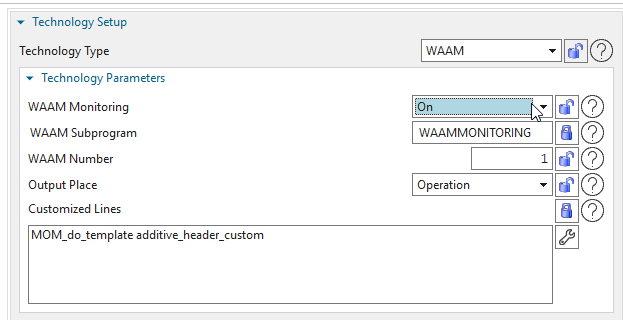 Technology Setup
Technology Type WAAM ?
Technology Parameters
WAAM Monitoring On ?
WAAM Subprogram WAAMMONITORING ?
WAAM Number 1 ?
Output Place Operation ?
Customized Lines ?
MOM_do_template additive_header_custom